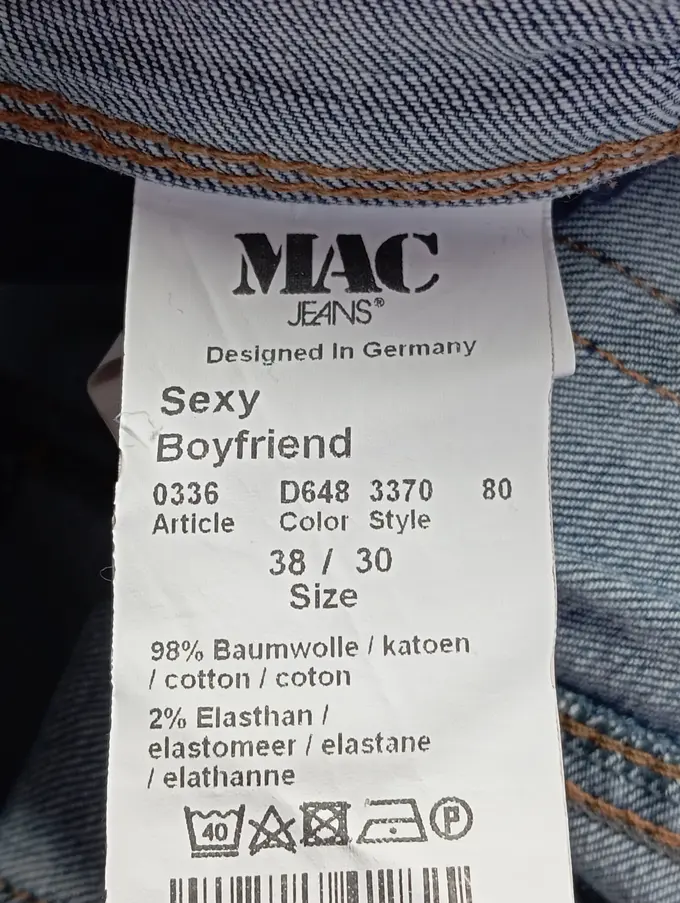 MAC
JEANS®
Designed In Germany
Sexy
Boyfriend
0336 D648 3370 80
Article Color Style
38 / 30
Size
98% Baumwolle / katoen
/ cotton / coton
2% Elasthan /
elastomeer / elastane
/ elathanne
40 P